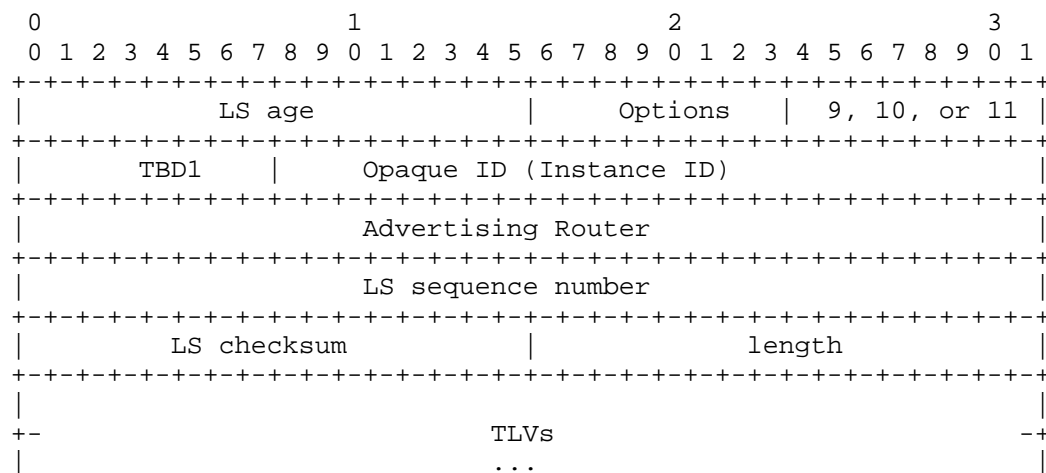 0                   1                   2                   3
 0 1 2 3 4 5 6 7 8 9 0 1 2 3 4 5 6 7 8 9 0 1 2 3 4 5 6 7 8 9 0 1
+-+-+-+-+-+-+-+-+-+-+-+-+-+-+-+-+-+-+-+-+-+-+-+-+-+-+-+-+-+-+-+-+
|            LS age             |     Options   |  9, 10, or 11 |
+-+-+-+-+-+-+-+-+-+-+-+-+-+-+-+-+-+-+-+-+-+-+-+-+-+-+-+-+-+-+-+-+
|       TBD1    |     Opaque ID (Instance ID)                   |
+-+-+-+-+-+-+-+-+-+-+-+-+-+-+-+-+-+-+-+-+-+-+-+-+-+-+-+-+-+-+-+-+
|                     Advertising Router                        |
+-+-+-+-+-+-+-+-+-+-+-+-+-+-+-+-+-+-+-+-+-+-+-+-+-+-+-+-+-+-+-+-+
|                     LS sequence number                        |
+-+-+-+-+-+-+-+-+-+-+-+-+-+-+-+-+-+-+-+-+-+-+-+-+-+-+-+-+-+-+-+-+
|         LS checksum           |             length            |
+-+-+-+-+-+-+-+-+-+-+-+-+-+-+-+-+-+-+-+-+-+-+-+-+-+-+-+-+-+-+-+-+
|                                                               |
+-                            TLVs                             -+
|                             ...                               |